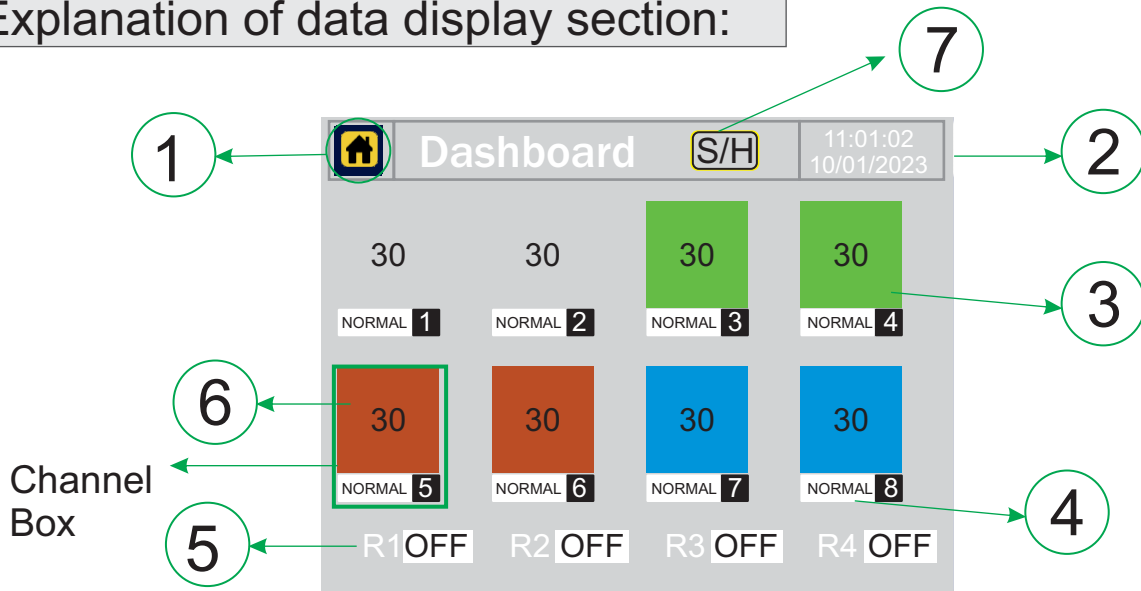 Explanation of data display section:
7
1
Dashboard S/H 11:01:02
10/01/2023
2
30 30 30 30
3
NORMAL 1 NORMAL 2 NORMAL 3 NORMAL 4
6
30 30 30 30
Channel
Box
NORMAL 5 NORMAL 6 NORMAL 7 NORMAL 8
4
5
R1 OFF R2 OFF R3 OFF R4 OFF